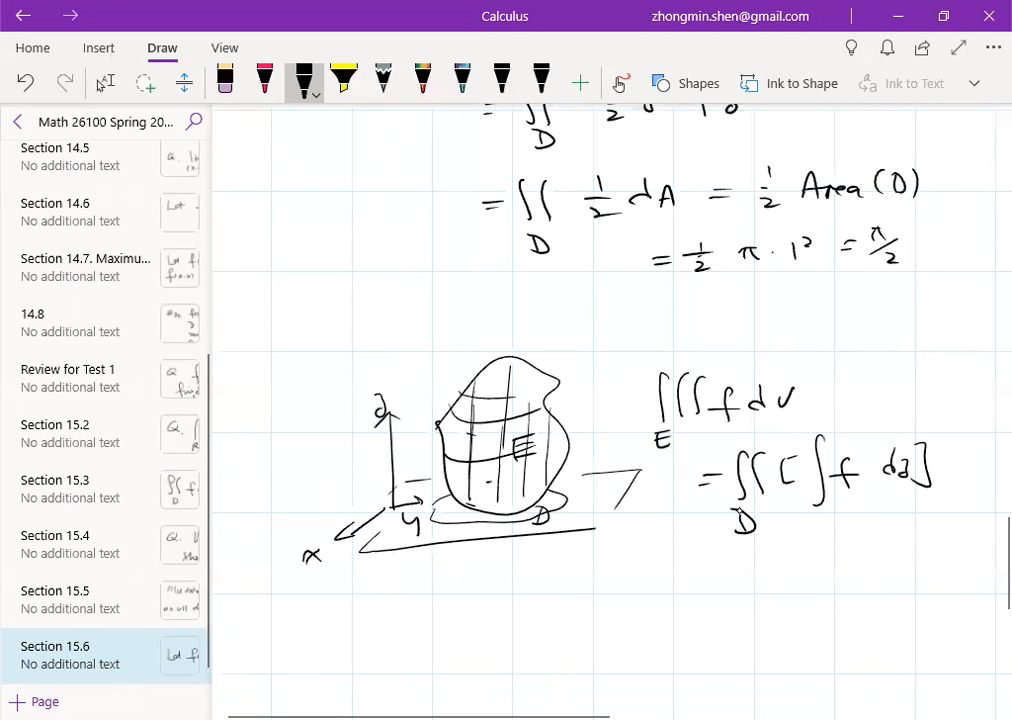 Calculus
zhongmin.shen@gmail.com
Home Insert Draw View
Shapes Ink to Shape Ink to Text
Math 26100 Spring 20...
Section 14.5
No additional text
Section 14.6
No additional text
Section 14.7. Maximu...
No additional text
14.8
No additional text
Review for Test 1
No additional text
Section 15.2
No additional text
Section 15.3
No additional text
Section 15.4
No additional text
Section 15.5
No additional text
Section 15.6
No additional text
Page
= ∬
D
= ∬ 1/2 dA = 1/2 Area (D)
D
= 1/2 π · 1² = π/2
z
E
y
D
x
∭ f dV
E
= ∬ [ ∫ f dz ]
D